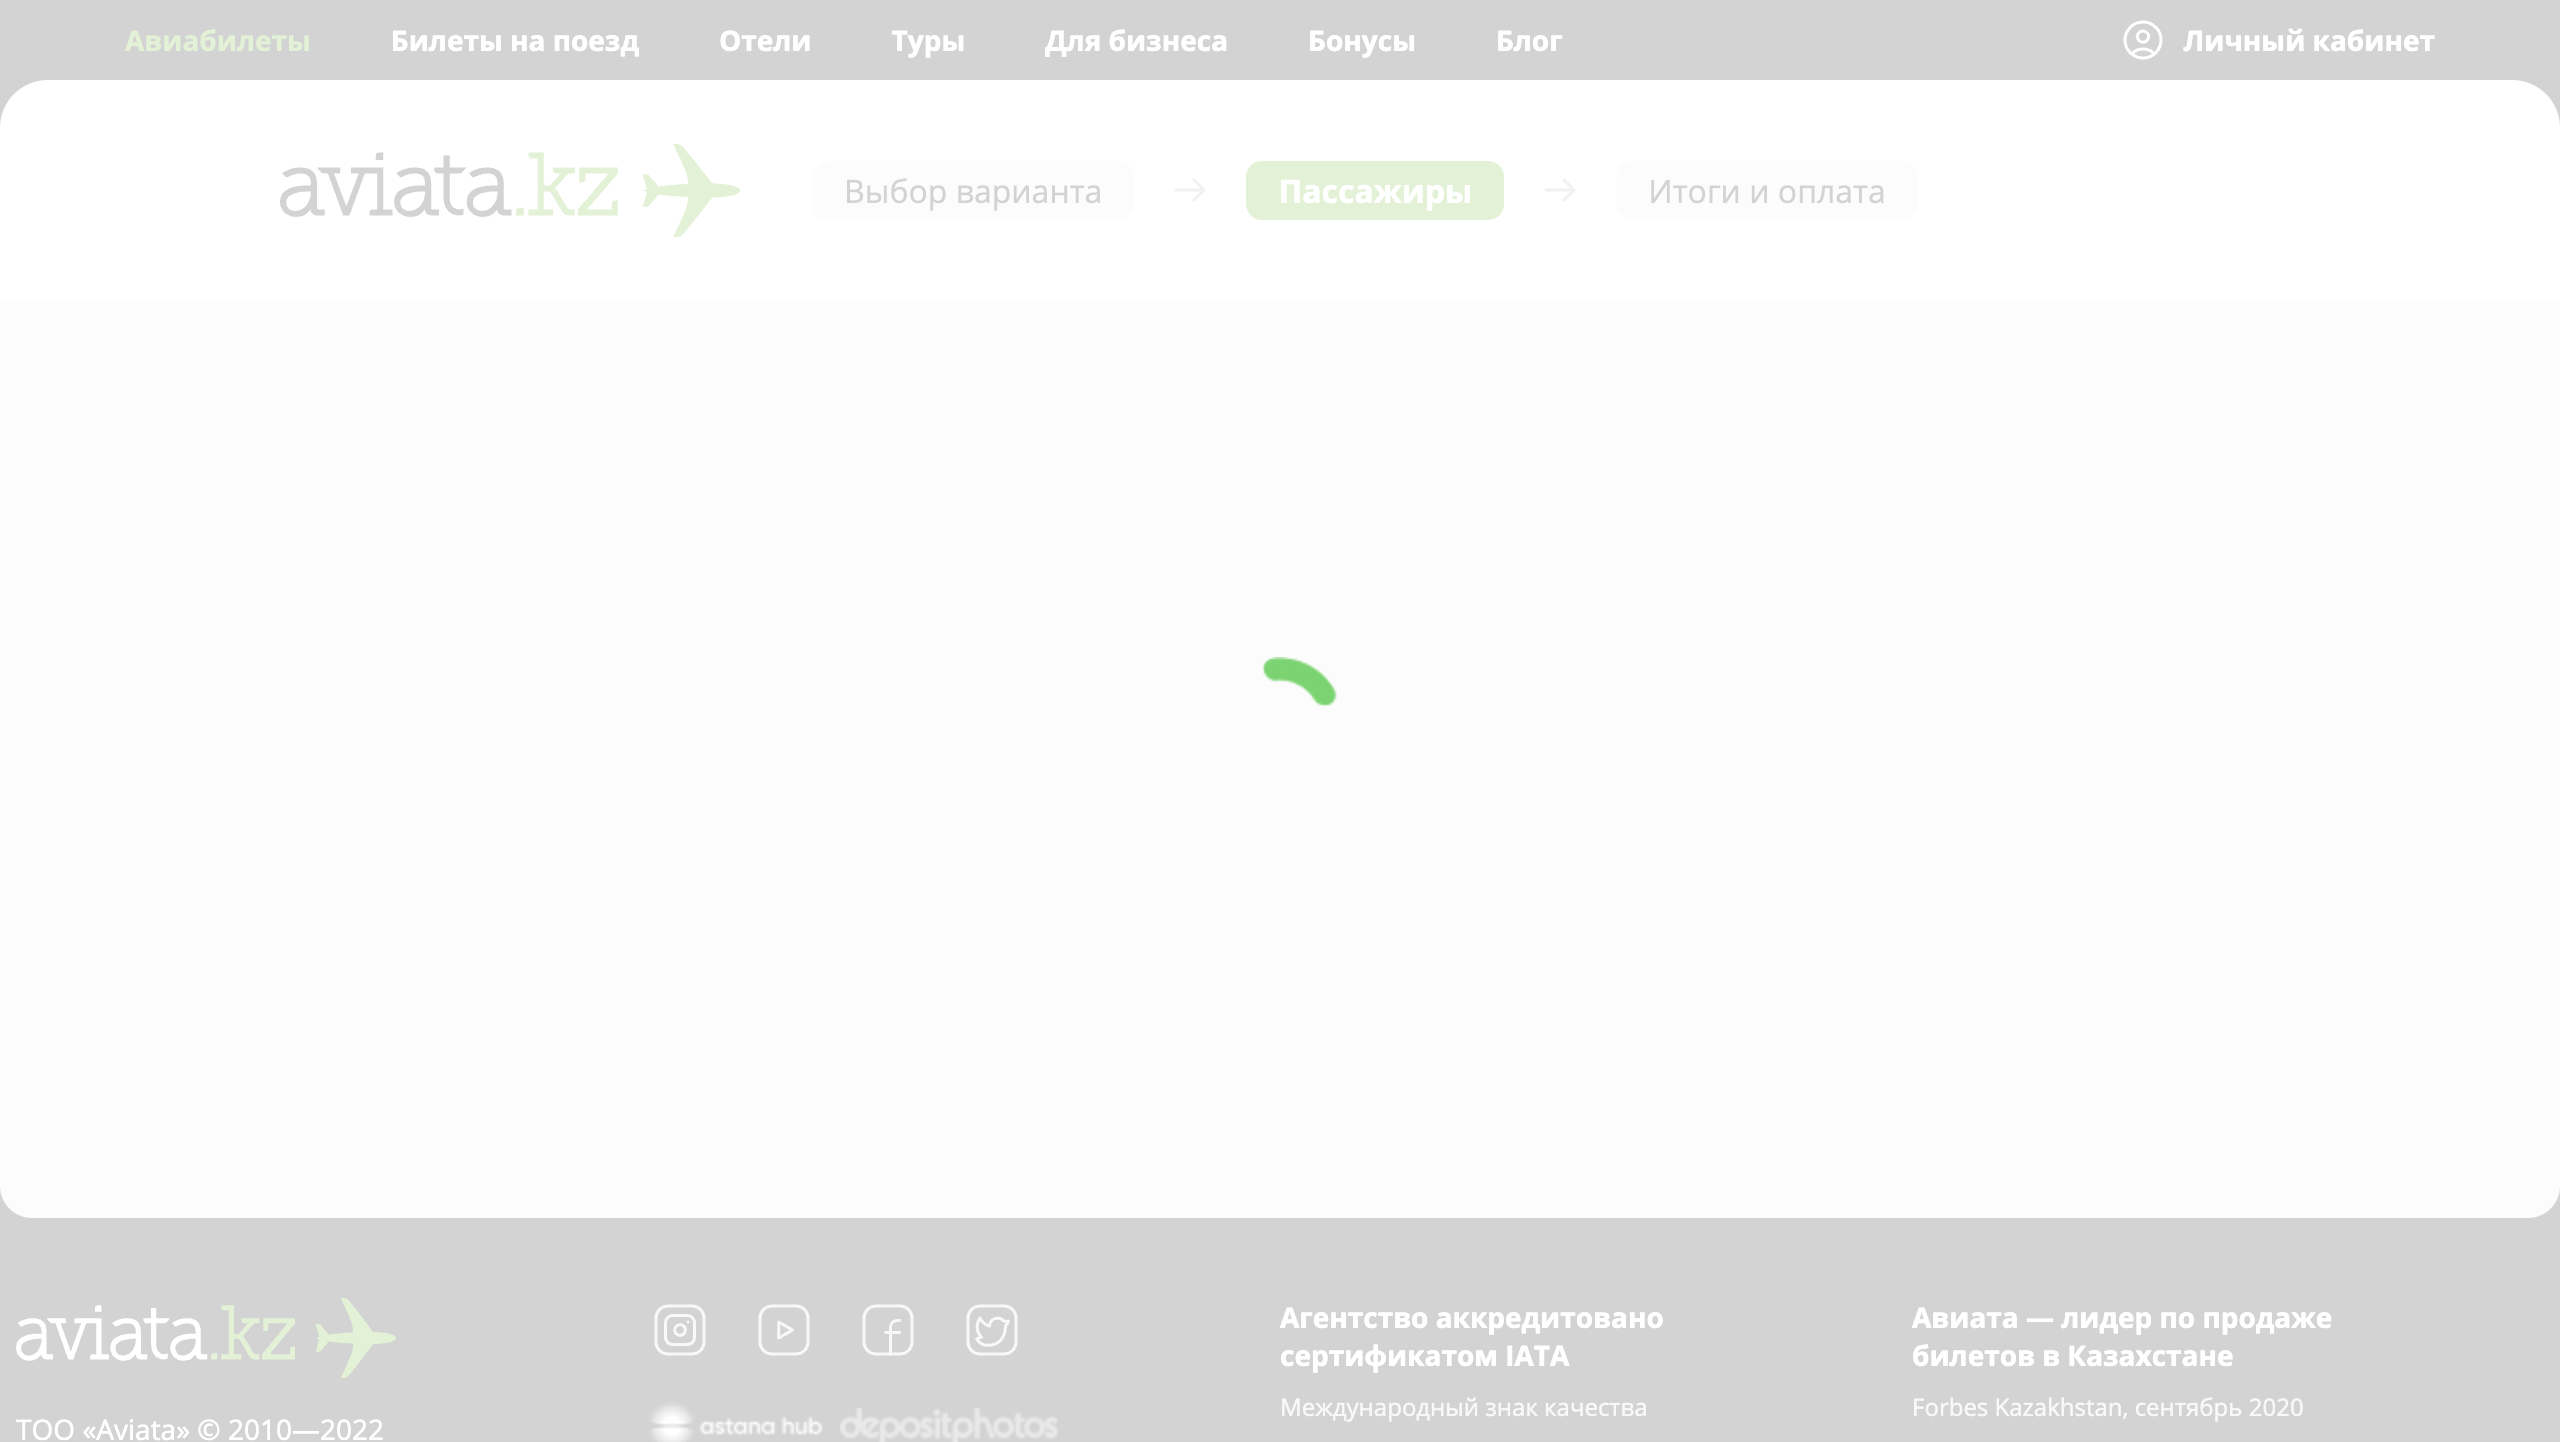 Авиабилеты Билеты на поезд Отели Туры Для бизнеса Бонусы Блог Личный кабинет
aviata.kz Выбор варианта → Пассажиры → Итоги и оплата
aviata.kz
ТОО «Aviata» © 2010—2022
astana hub depositphotos
Агентство аккредитовано
сертификатом IATA
Международный знак качества
Авиата — лидер по продаже
билетов в Казахстане
Forbes Kazakhstan, сентябрь 2020